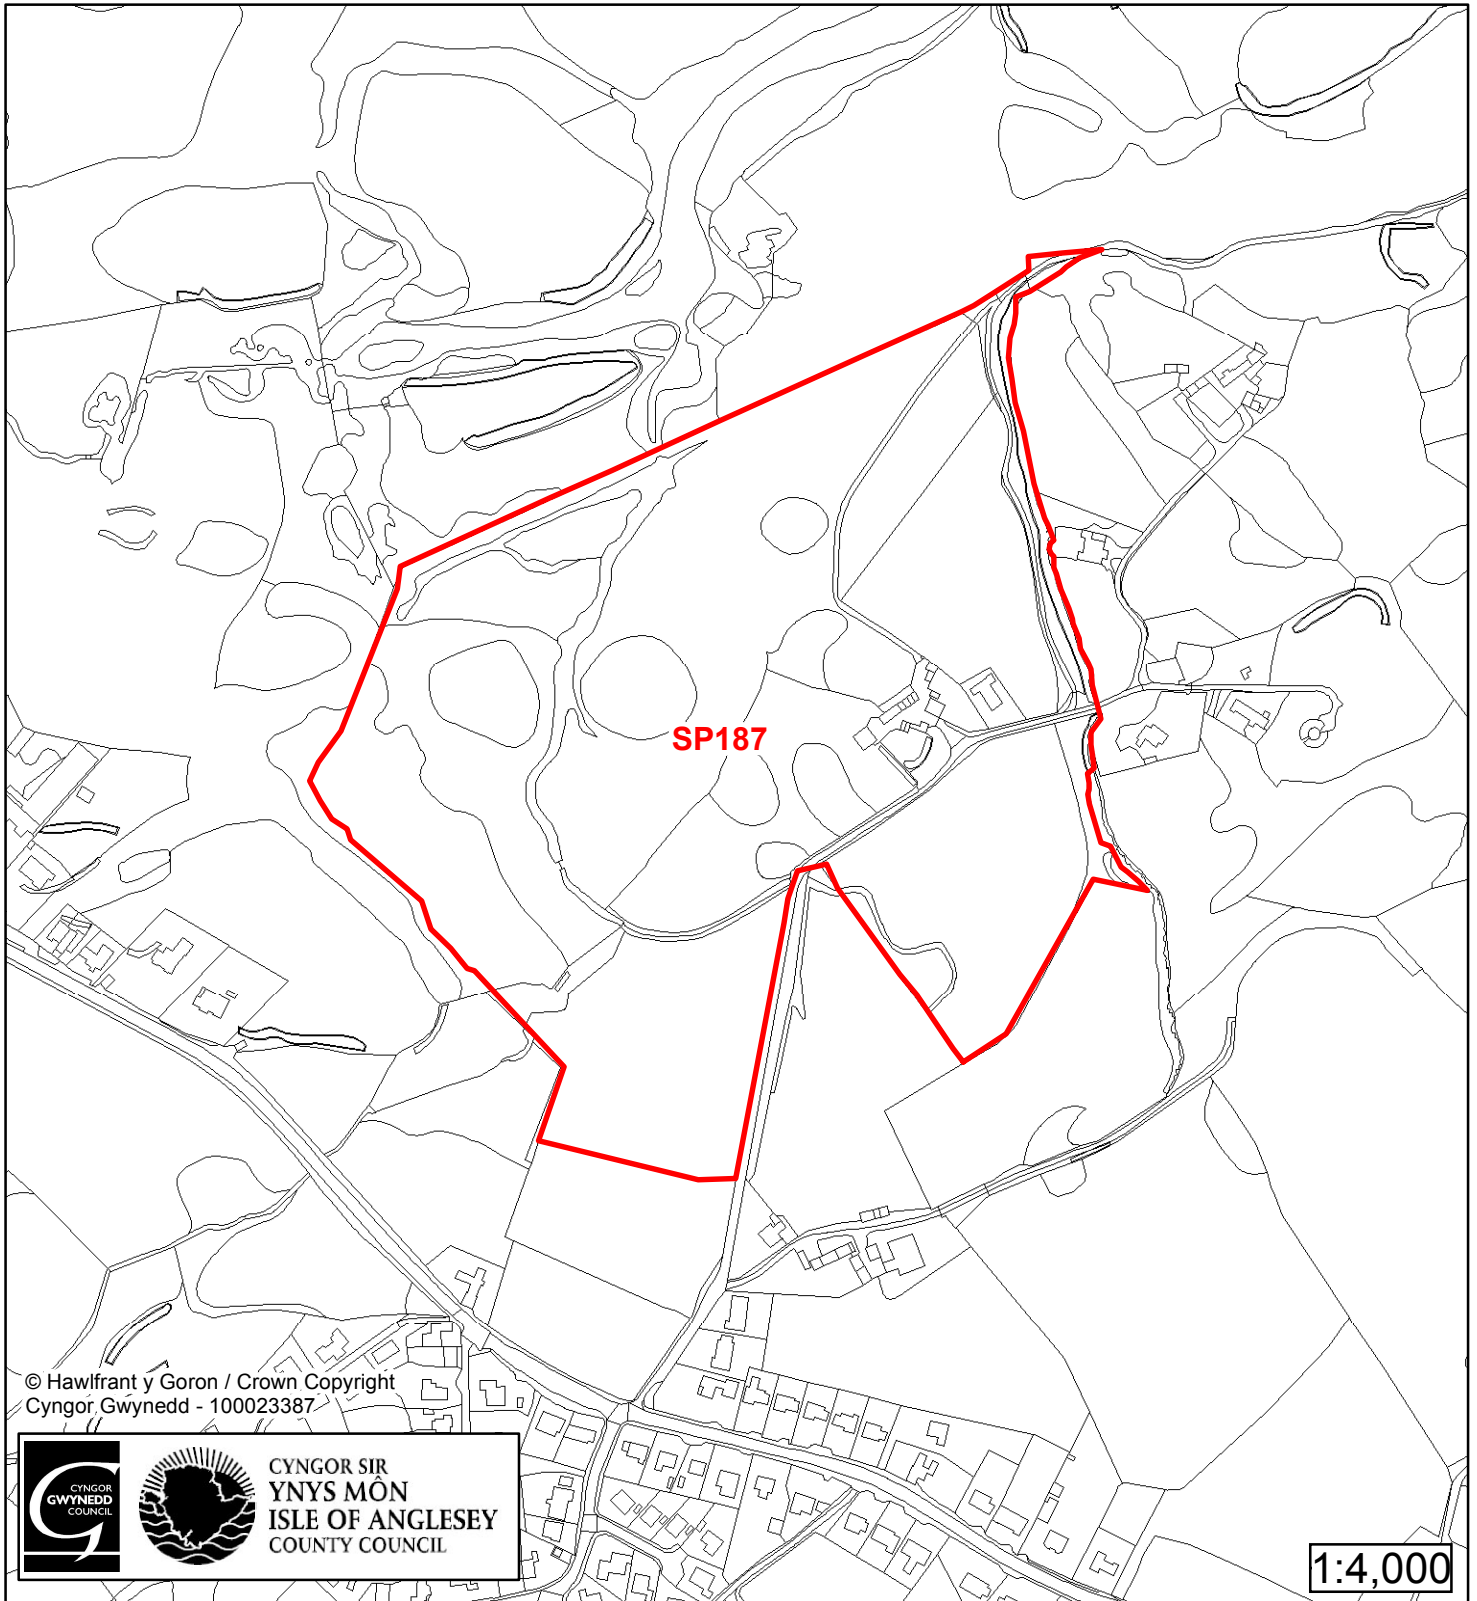 SP187
© Hawlfrant y Goron / Crown Copyright
Cyngor Gwynedd - 100023387
CYNGOR
GWYNEDD
COUNCIL
CYNGOR SIR
YNYS MÔN
ISLE OF ANGLESEY
COUNTY COUNCIL
1:4,000